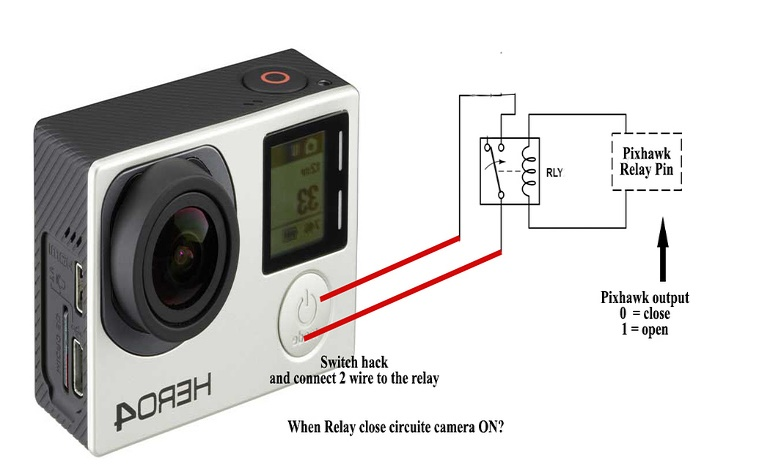 RLY
Pixhawk
Relay Pin
Pixhawk output
0 = close
1 = open
33
HERO4
Switch hack
and connect 2 wire to the relay
When Relay close circuite camera ON?